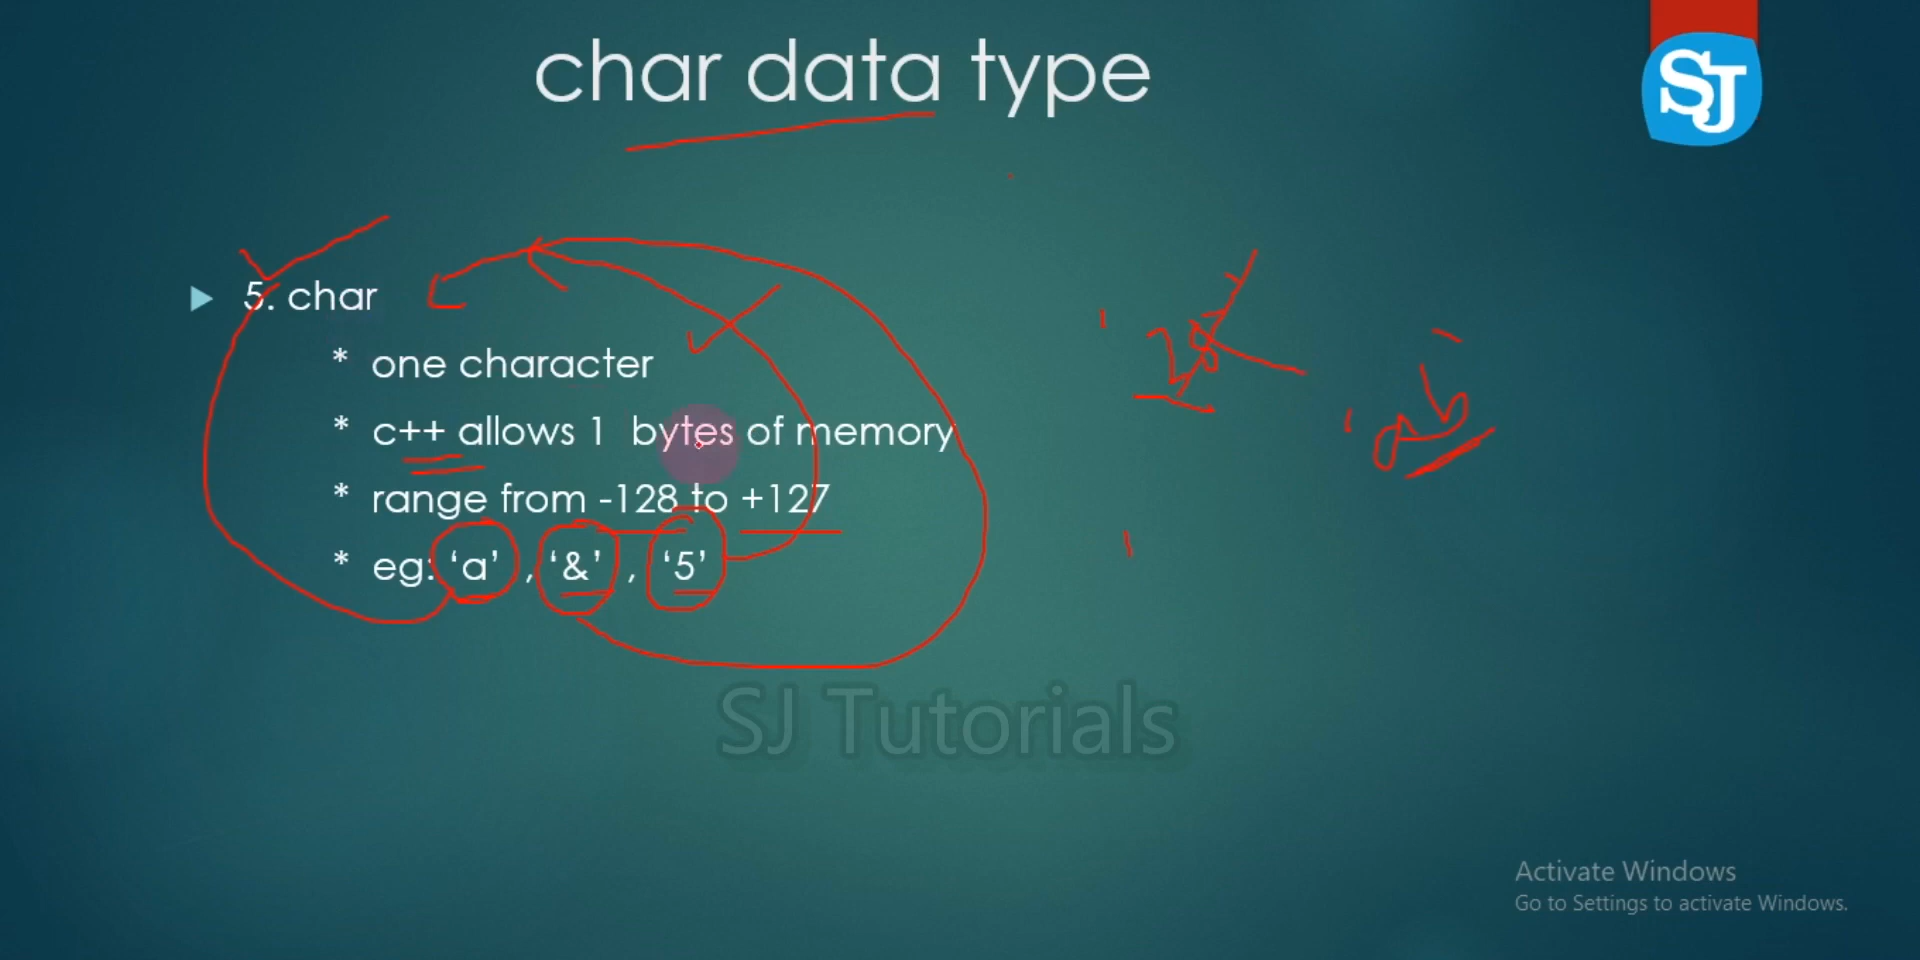 char data type
SJ
5. char
* one character
* c++ allows 1 bytes of memory
* range from -128 to +127
* eg: ‘a’ , ‘&’ , ‘5’
'ab'
SJ Tutorials
Activate Windows
Go to Settings to activate Windows.